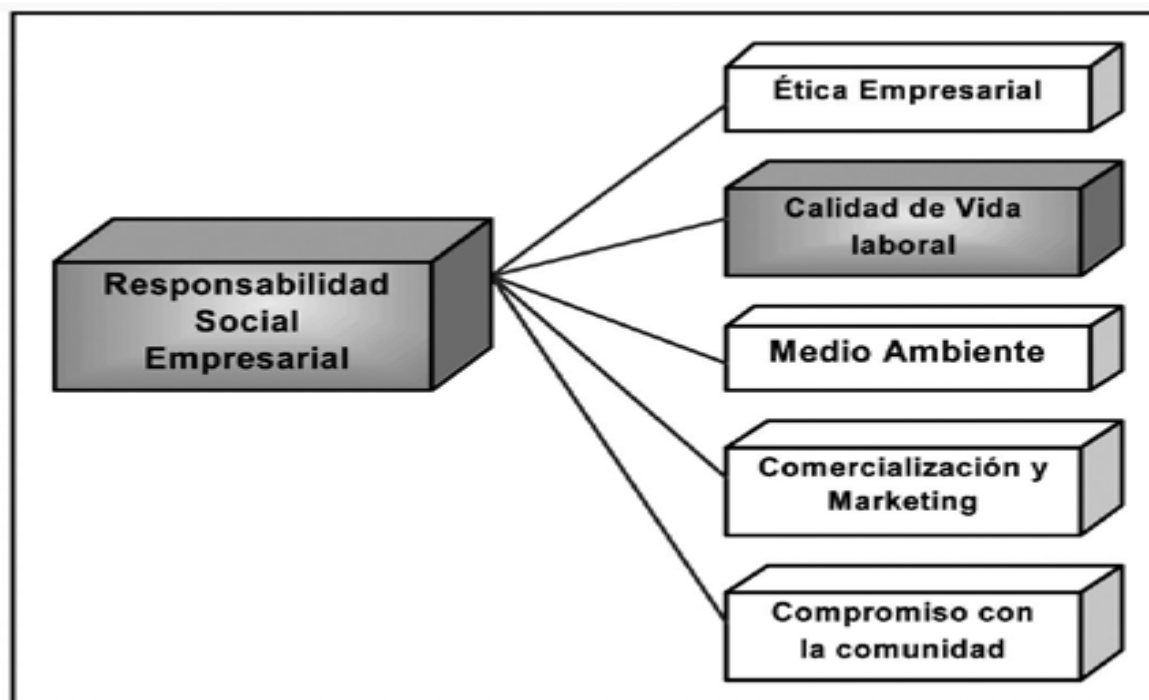 Responsabilidad
Social
Empresarial
Ética Empresarial
Calidad de Vida
laboral
Medio Ambiente
Comercialización y
Marketing
Compromiso con
la comunidad